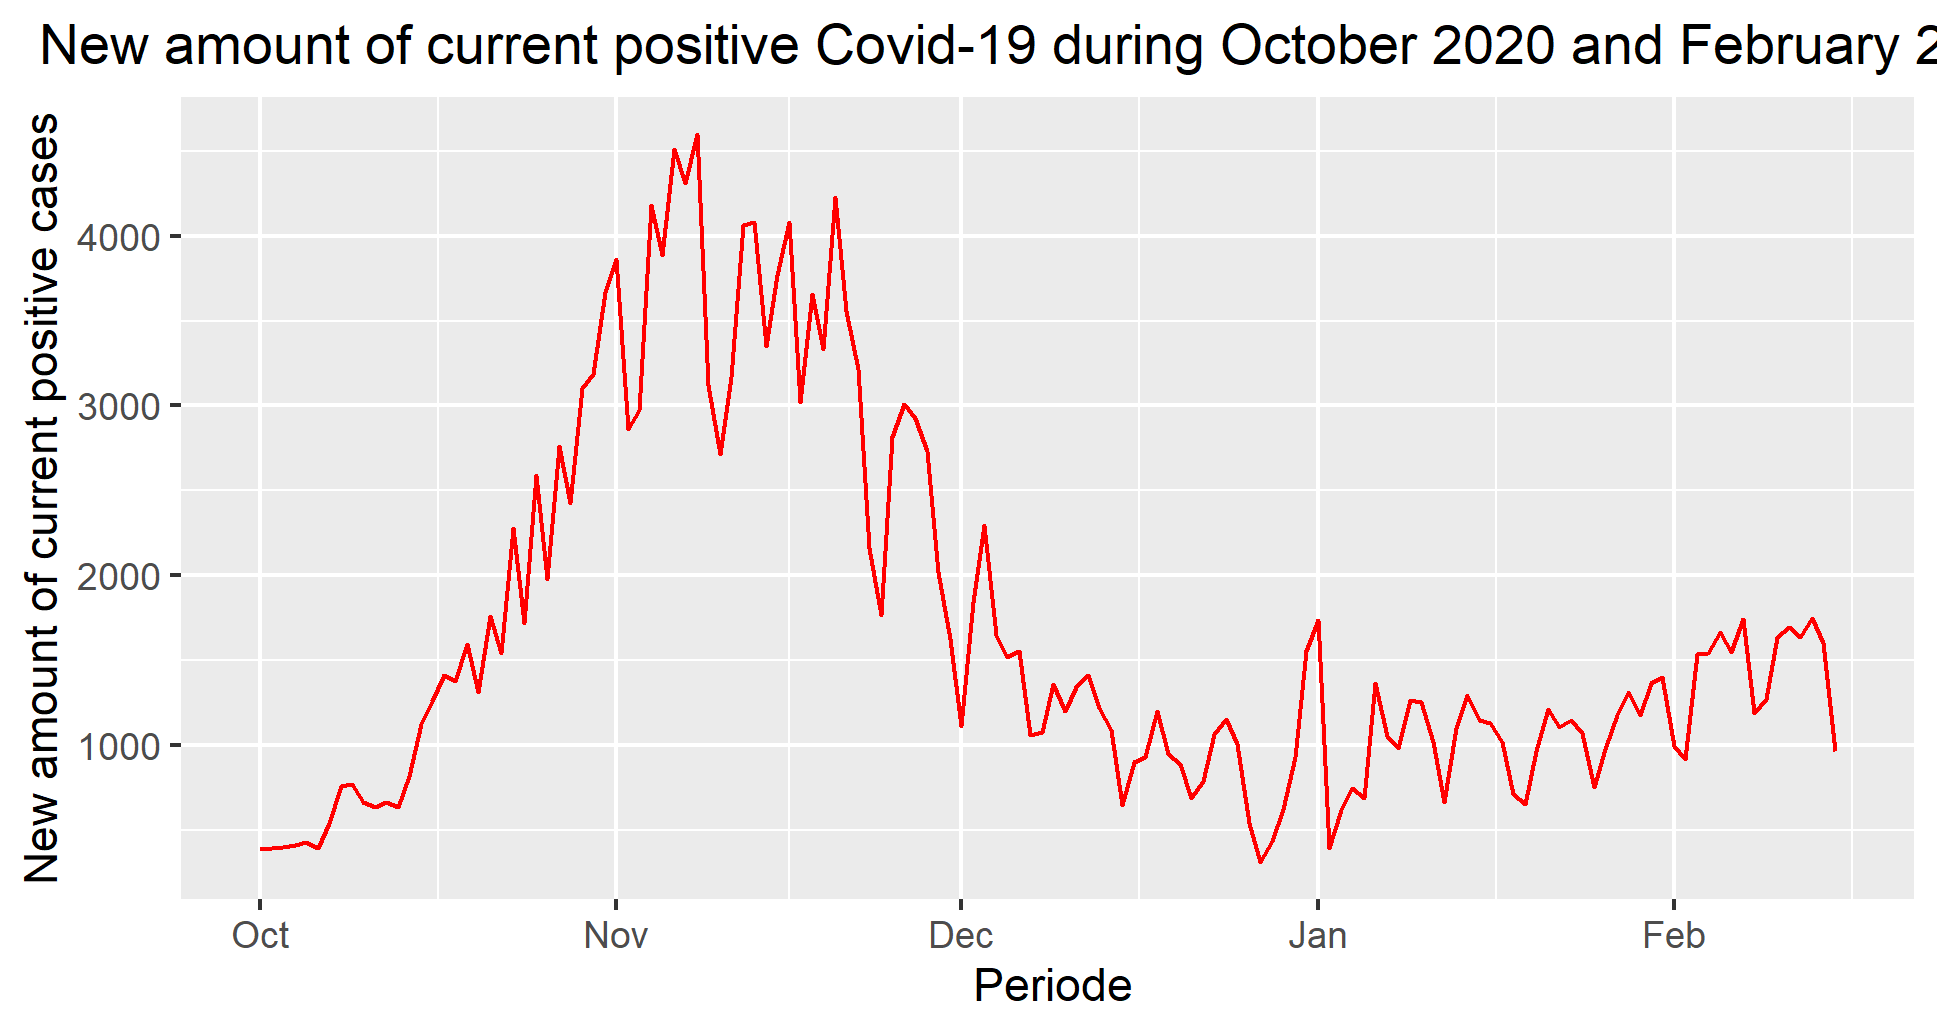 New amount of current positive Covid-19 during October 2020 and February 2
New amount of current positive cases
4000
3000
2000
1000
Oct Nov Dec Jan Feb
Periode